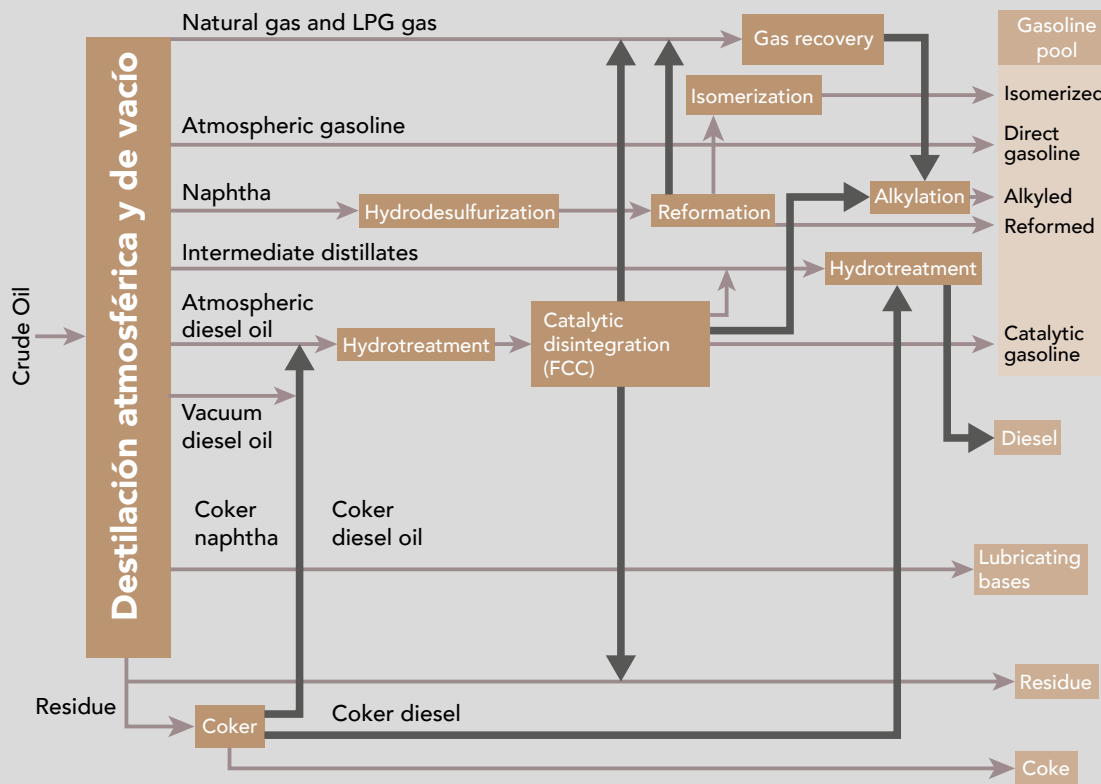 Natural gas and LPG gas
Gas recovery
Gasoline
pool
Isomerization
Isomerized
Atmospheric gasoline
Direct
gasoline
Naphtha
Hydrodesulfurization
Reformation
Alkylation
Alkyled
Reformed
Intermediate distillates
Hydrotreatment
Destilación atmosférica y de vacío
Crude Oil
Atmospheric
diesel oil
Hydrotreatment
Catalytic
disintegration
(FCC)
Catalytic
gasoline
Vacuum
diesel oil
Diesel
Coker
naphtha
Coker
diesel oil
Lubricating
bases
Residue
Residue
Coker
Coker diesel
Coke